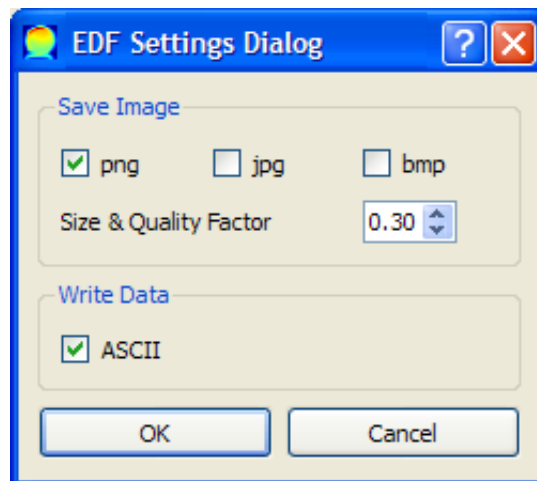 EDF Settings Dialog
Save Image
png jpg bmp
Size & Quality Factor 0.30
Write Data
ASCII
OK Cancel